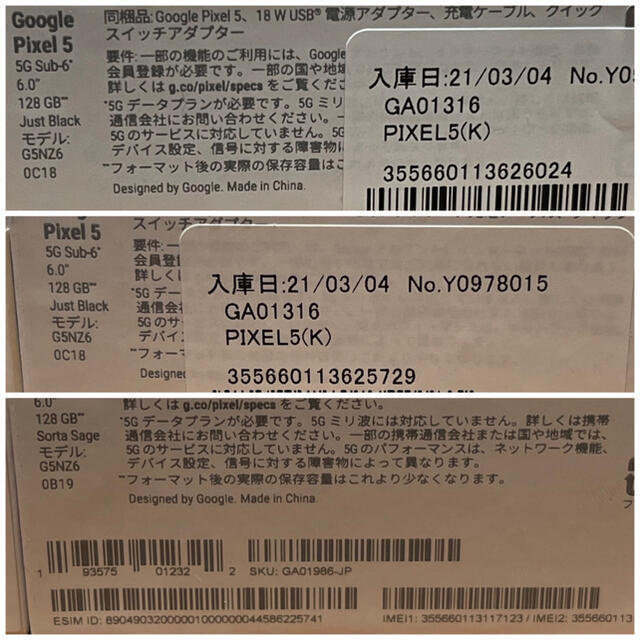 Google
Pixel 5
5G Sub-6*
6.0"
128 GB**
Just Black
モデル:
G5NZ6
0C18
同梱品: Google Pixel 5、18 W USB® 電源アダプター、充電ケーブル、クイック
スイッチアダプター
要件: 一部の機能のご利用には、Google
会員登録が必要です。一部の国や地域
詳しくは g.co/pixel/specs をご覧くださ
*5G データプランが必要です。5G ミリ
通信会社にお問い合わせください。一
5G のサービスに対応していません。5G
デバイス設定、信号に対する障害物に
**フォーマット後の実際の保存容量はこ
Designed by Google. Made in China.
入庫日:21/03/04 No.Y09
GA01316
PIXEL5(K)
355660113626024
Google
Pixel 5
5G Sub-6*
6.0"
128 GB**
Just Black
モデル:
G5NZ6
0C18
スイッチアダプター
要件: 一
会員登
詳しく
*5G デー
通信会
5G のサ
デバイ
**フォーマ
Designe
入庫日:21/03/04 No.Y0978015
GA01316
PIXEL5(K)
355660113625729
6.0"
128 GB**
Sorta Sage
モデル:
G5NZ6
0B19
詳しくは g.co/pixel/specs をご覧ください。
*5G データプランが必要です。5G ミリ波には対応していません。詳しくは携帯
通信会社にお問い合わせください。一部の携帯通信会社または国や地域では、
5G のサービスに対応していません。5G のパフォーマンスは、ネットワーク機能、
デバイス設定、信号に対する障害物によって異なります。
**フォーマット後の実際の保存容量はこれより少なくなります。
Designed by Google. Made in China.
1 93575 01232 2
SKU: GA01986-JP
ESIM ID: 89049032000001000000044586225741
IMEI1: 355660113117123 / IMEI2: 35566011